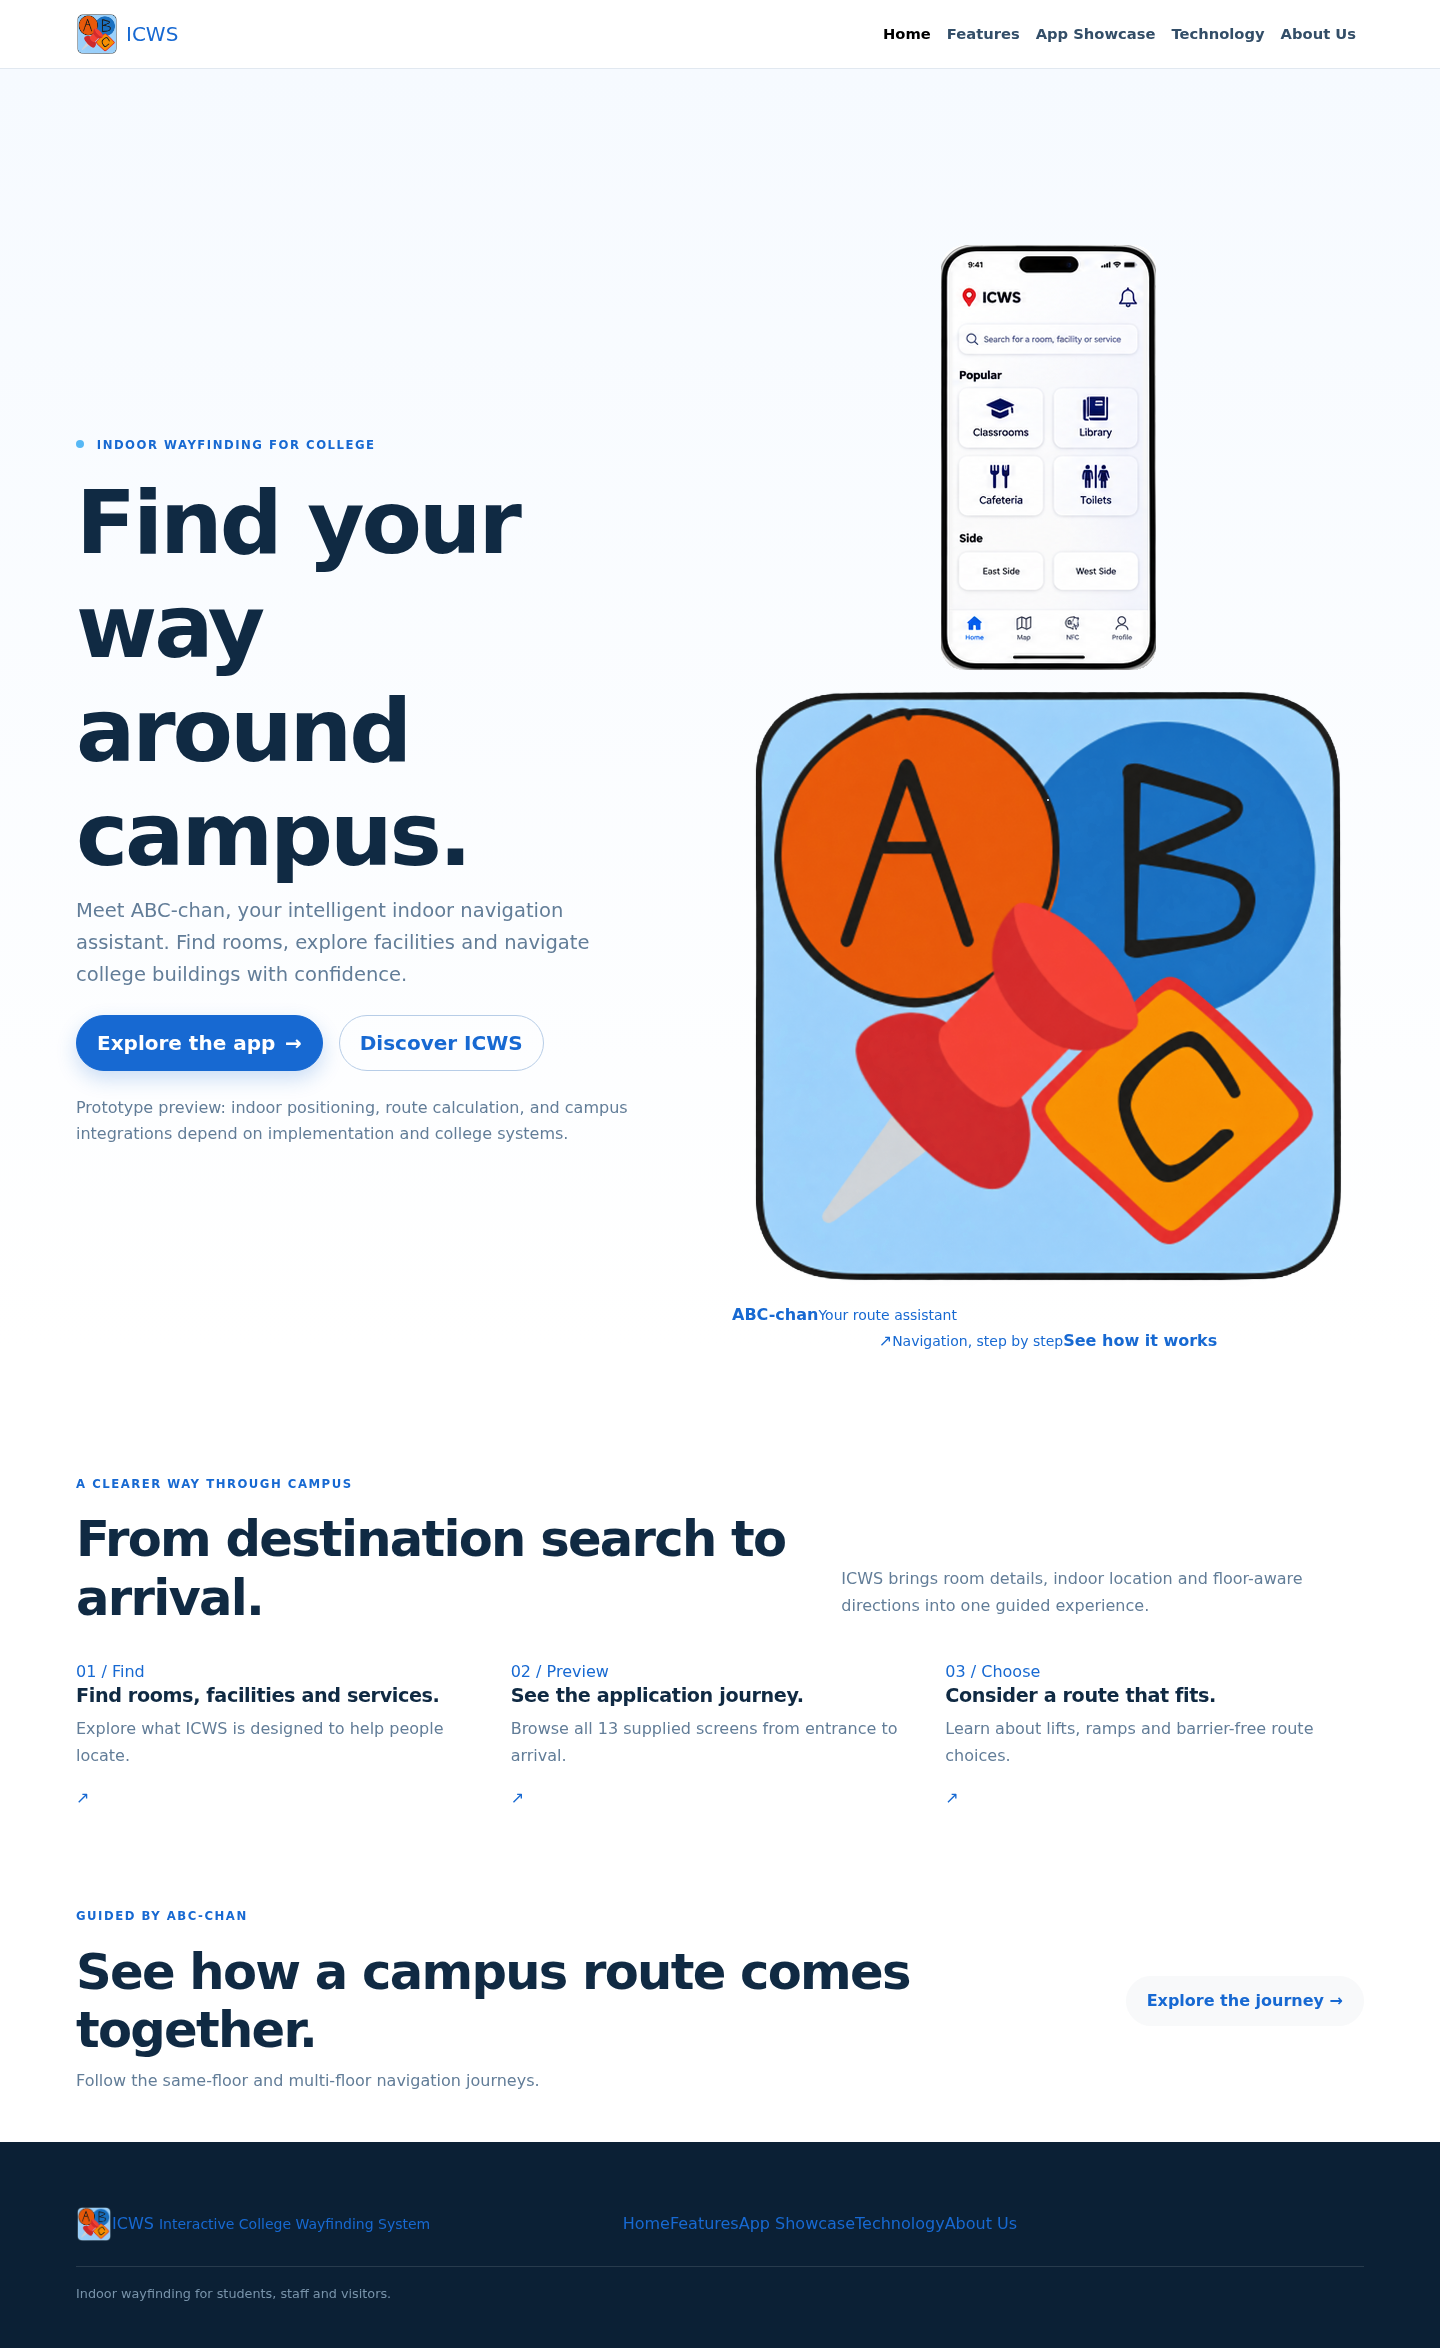 ABC ICWS
Home Features App Showcase Technology About Us
INDOOR WAYFINDING FOR COLLEGE
Find your
way
around
campus.
Meet ABC-chan, your intelligent indoor navigation
assistant. Find rooms, explore facilities and navigate
college buildings with confidence.
Explore the app →
Discover ICWS
Prototype preview: indoor positioning, route calculation, and campus
integrations depend on implementation and college systems.
9:41
ICWS
Search for a room, facility or service
Popular
Classrooms
Library
Cafeteria
Toilets
Side
East Side
West Side
Home Map NFC Profile
A B
C
ABC-chanYour route assistant
↗Navigation, step by stepSee how it works
A CLEARER WAY THROUGH CAMPUS
From destination search to
arrival.
ICWS brings room details, indoor location and floor-aware
directions into one guided experience.
01 / Find
Find rooms, facilities and services.
Explore what ICWS is designed to help people
locate.
↗
02 / Preview
See the application journey.
Browse all 13 supplied screens from entrance to
arrival.
↗
03 / Choose
Consider a route that fits.
Learn about lifts, ramps and barrier-free route
choices.
↗
GUIDED BY ABC-CHAN
See how a campus route comes
together.
Follow the same-floor and multi-floor navigation journeys.
Explore the journey →
ABC ICWS Interactive College Wayfinding System
HomeFeaturesApp ShowcaseTechnologyAbout Us
Indoor wayfinding for students, staff and visitors.